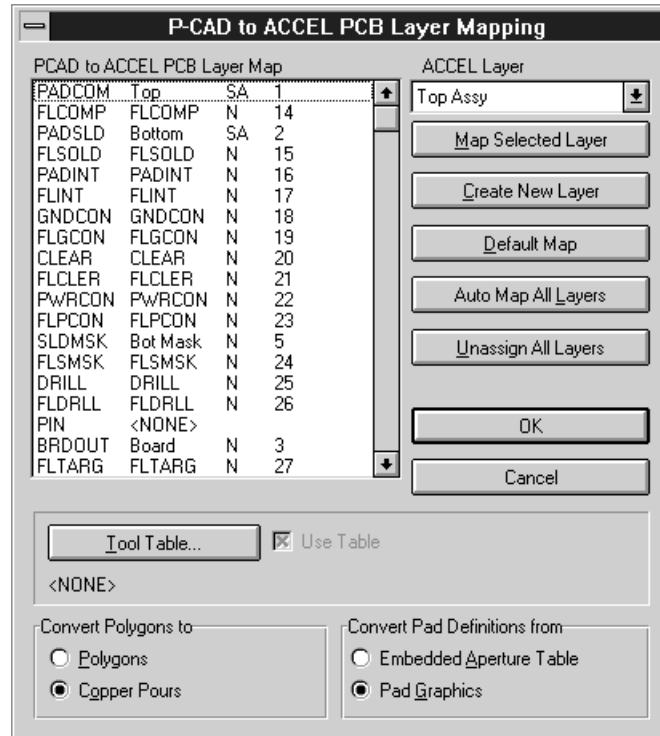 P-CAD to ACCEL PCB Layer Mapping
PCAD to ACCEL PCB Layer Map
PADCOM Top SA 1
FLCOMP FLCOMP N 14
PADSLD Bottom SA 2
FLSOLD FLSOLD N 15
PADINT PADINT N 16
FLINT FLINT N 17
GNDCON GNDCON N 18
FLGCON FLGCON N 19
CLEAR CLEAR N 20
FLCLER FLCLER N 21
PWRCON PWRCON N 22
FLPCON FLPCON N 23
SLDMSK Bot Mask N 5
FLSMSK FLSMSK N 24
DRILL DRILL N 25
FLDRLL FLDRLL N 26
PIN <NONE>
BRDOUT Board N 3
FLTARG FLTARG N 27
ACCEL Layer
Top Assy
Map Selected Layer
Create New Layer
Default Map
Auto Map All Layers
Unassign All Layers
OK
Cancel
Tool Table... Use Table
<NONE>
Convert Polygons to
Polygons
Copper Pours
Convert Pad Definitions from
Embedded Aperture Table
Pad Graphics